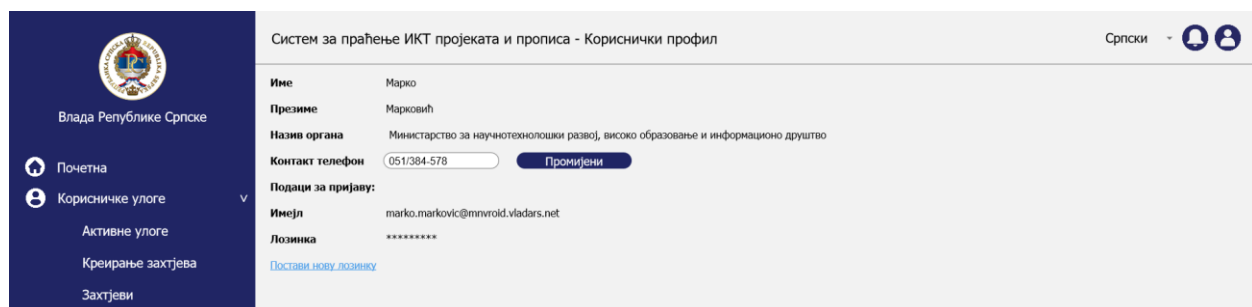 Влада Републике Српске
Почетна
Корисничке улоге
Активне улоге
Креирање захтјева
Захтјеви
Систем за праћење ИКТ пројеката и прописа - Кориснички профил
Српски
Име Марко
Презиме Марковић
Назив органа Министарство за научнотехнолошки развој, високо образовање и информационо друштво
Контакт телефон 051/384-578 Промијени
Подаци за пријаву:
Имејл marko.markovic@mnvroid.vladars.net
Лозинка *********
Постави нову лозинку